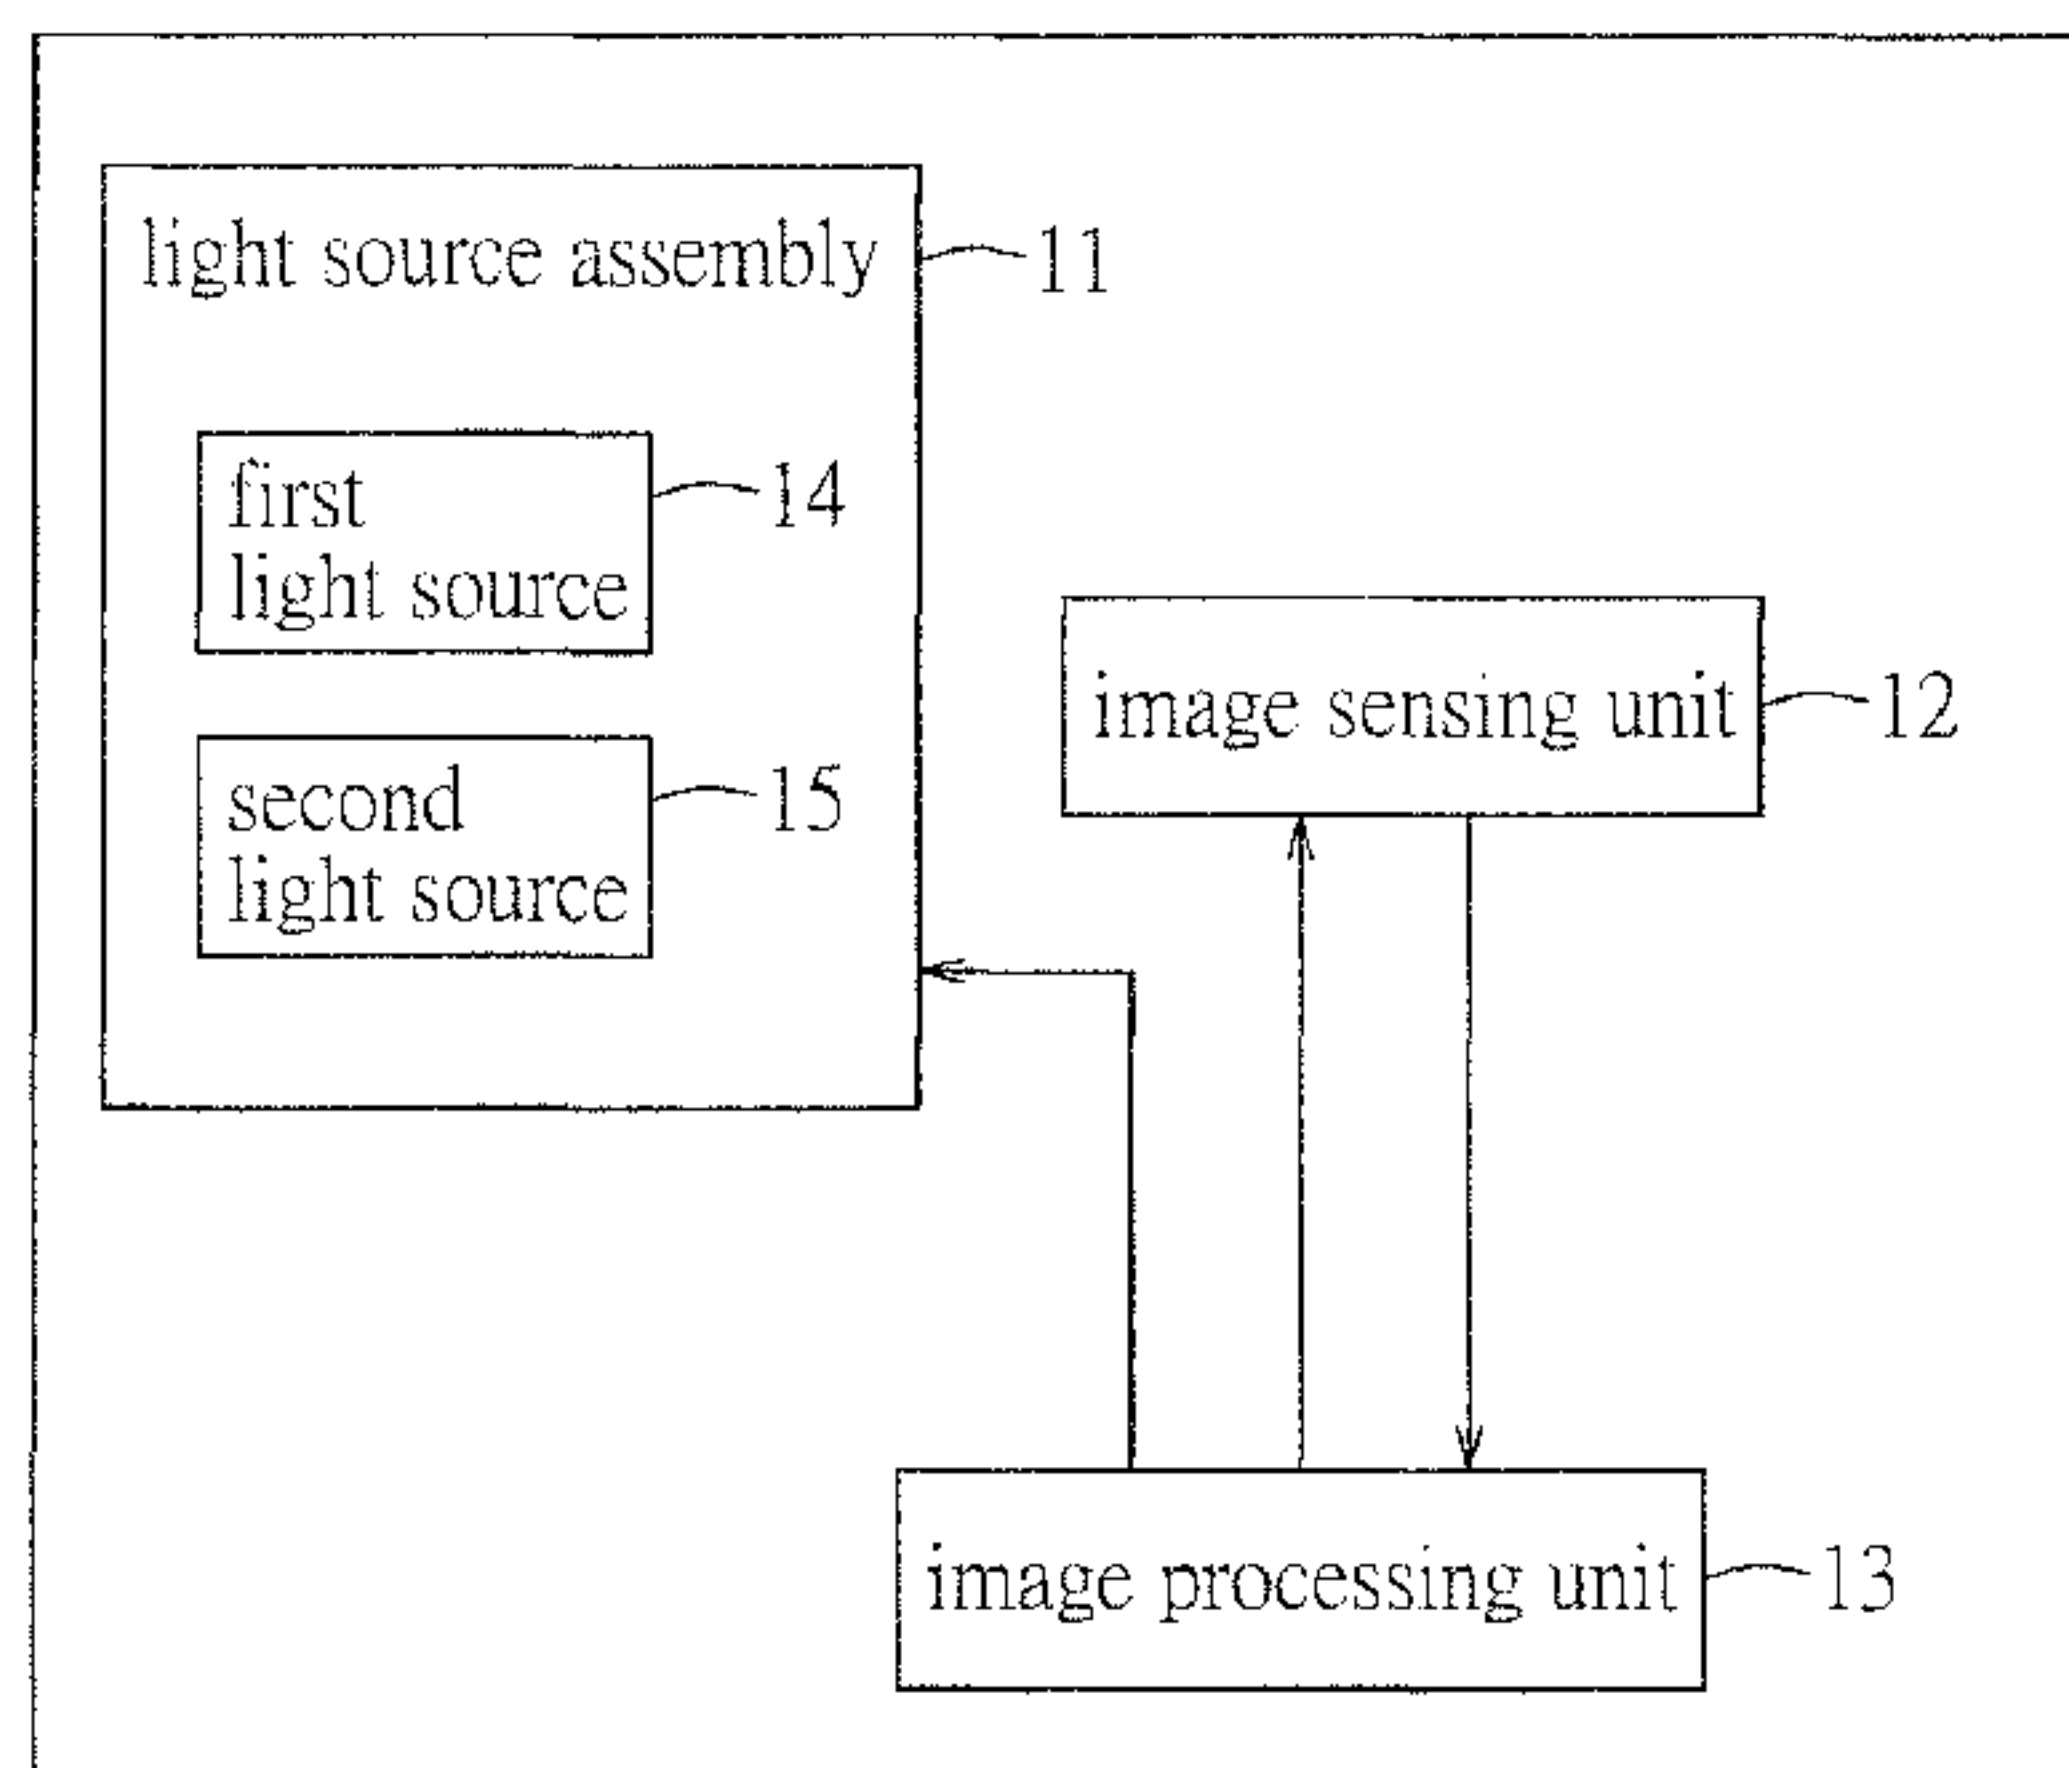 light source assembly
11
first
light source
14
second
light source
15
image sensing unit
12
image processing unit
13